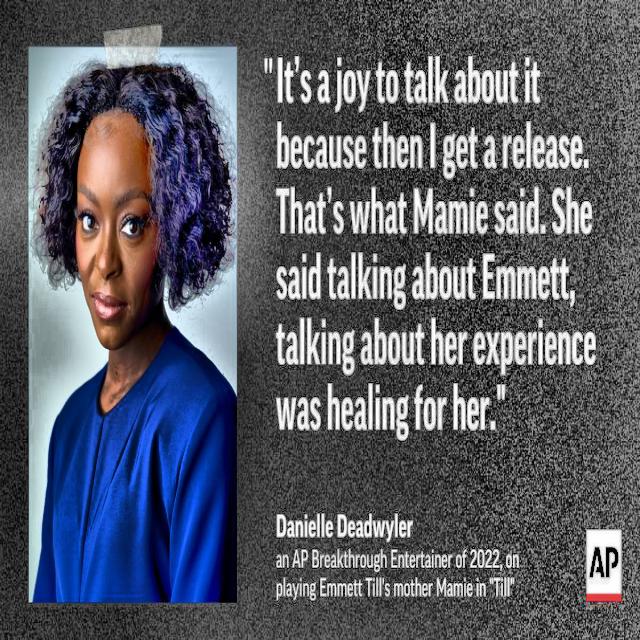 "It's a joy to talk about it
because then I get a release.
That's what Mamie said. She
said talking about Emmett,
talking about her experience
was healing for her."
Danielle Deadwyler
an AP Breakthrough Entertainer of 2022, on
playing Emmett Till's mother Mamie in "Till"
AP